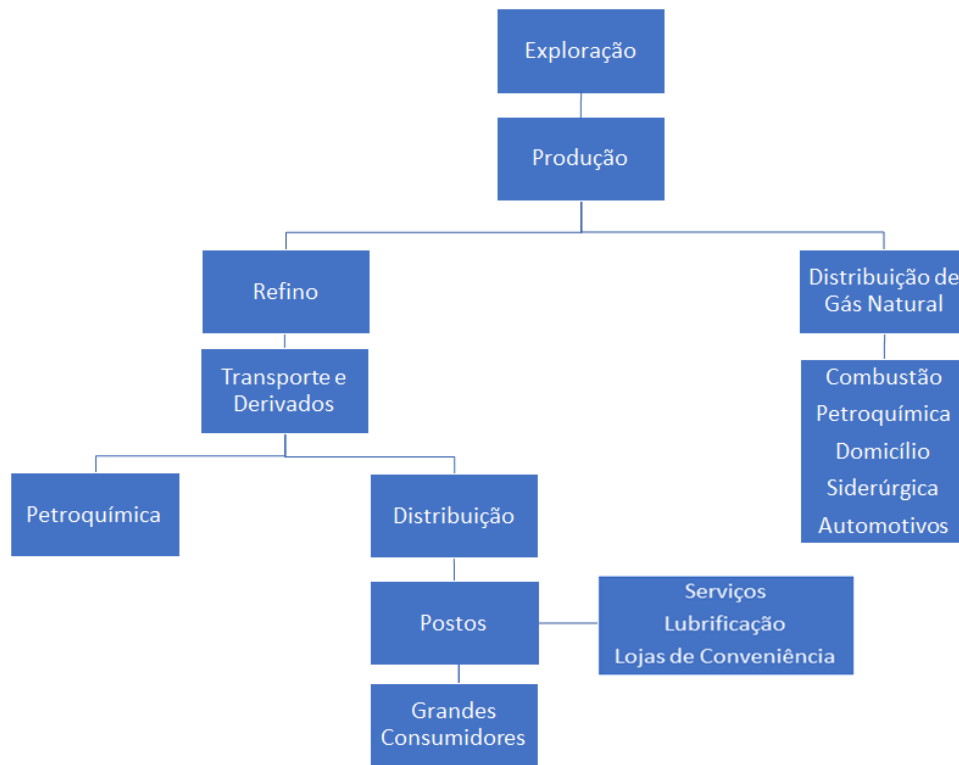 Exploração
Produção
Refino
Distribuição de
Gás Natural
Transporte e
Derivados
Combustão
Petroquímica
Domicílio
Siderúrgica
Automotivos
Petroquímica
Distribuição
Postos
Serviços
Lubrificação
Lojas de Conveniência
Grandes
Consumidores